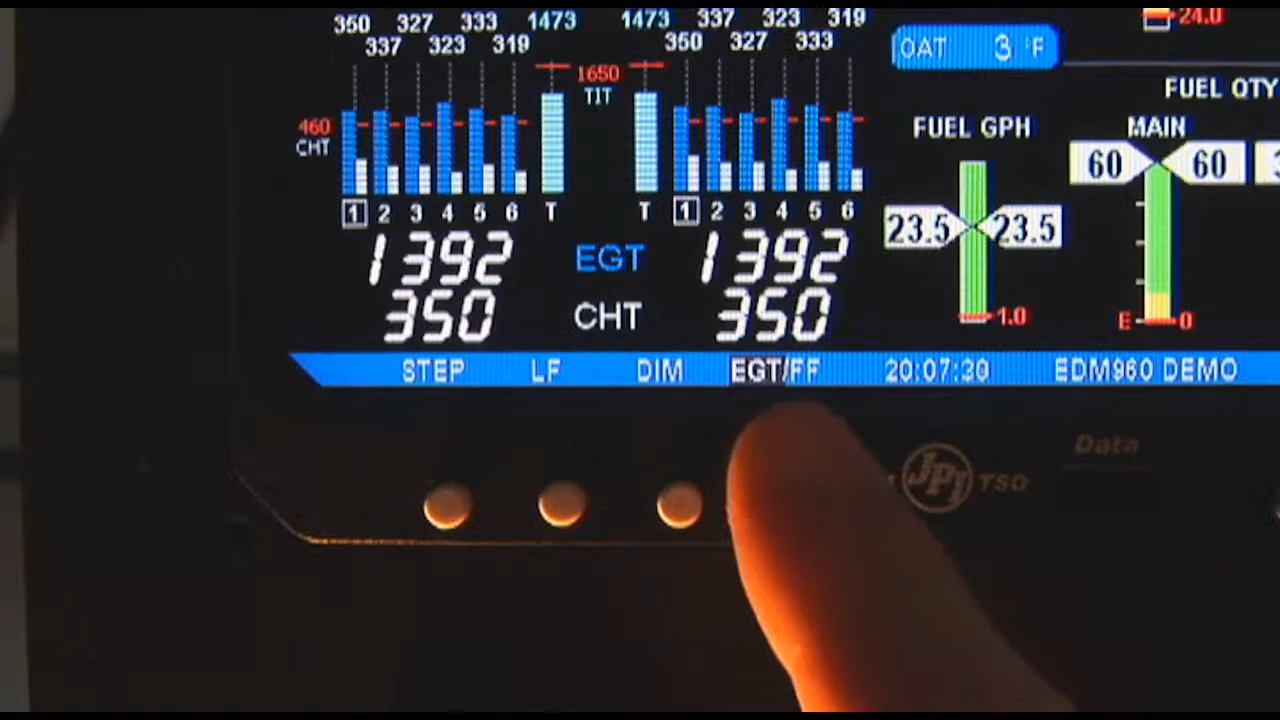 350 327 333 1473 1473 337 323 319
337 323 319 350 327 333
24.0
OAT 3 °F
1650
TIT
FUEL QTY
460
CHT
FUEL GPH
MAIN
60 60 3
1 2 3 4 5 6 T T 1 2 3 4 5 6
23.5 23.5
1392 EGT 1392
350 CHT 350
1.0
E 0
STEP LF DIM EGT/FF 20:07:30 EDM960 DEMO
Data
JPI TSO